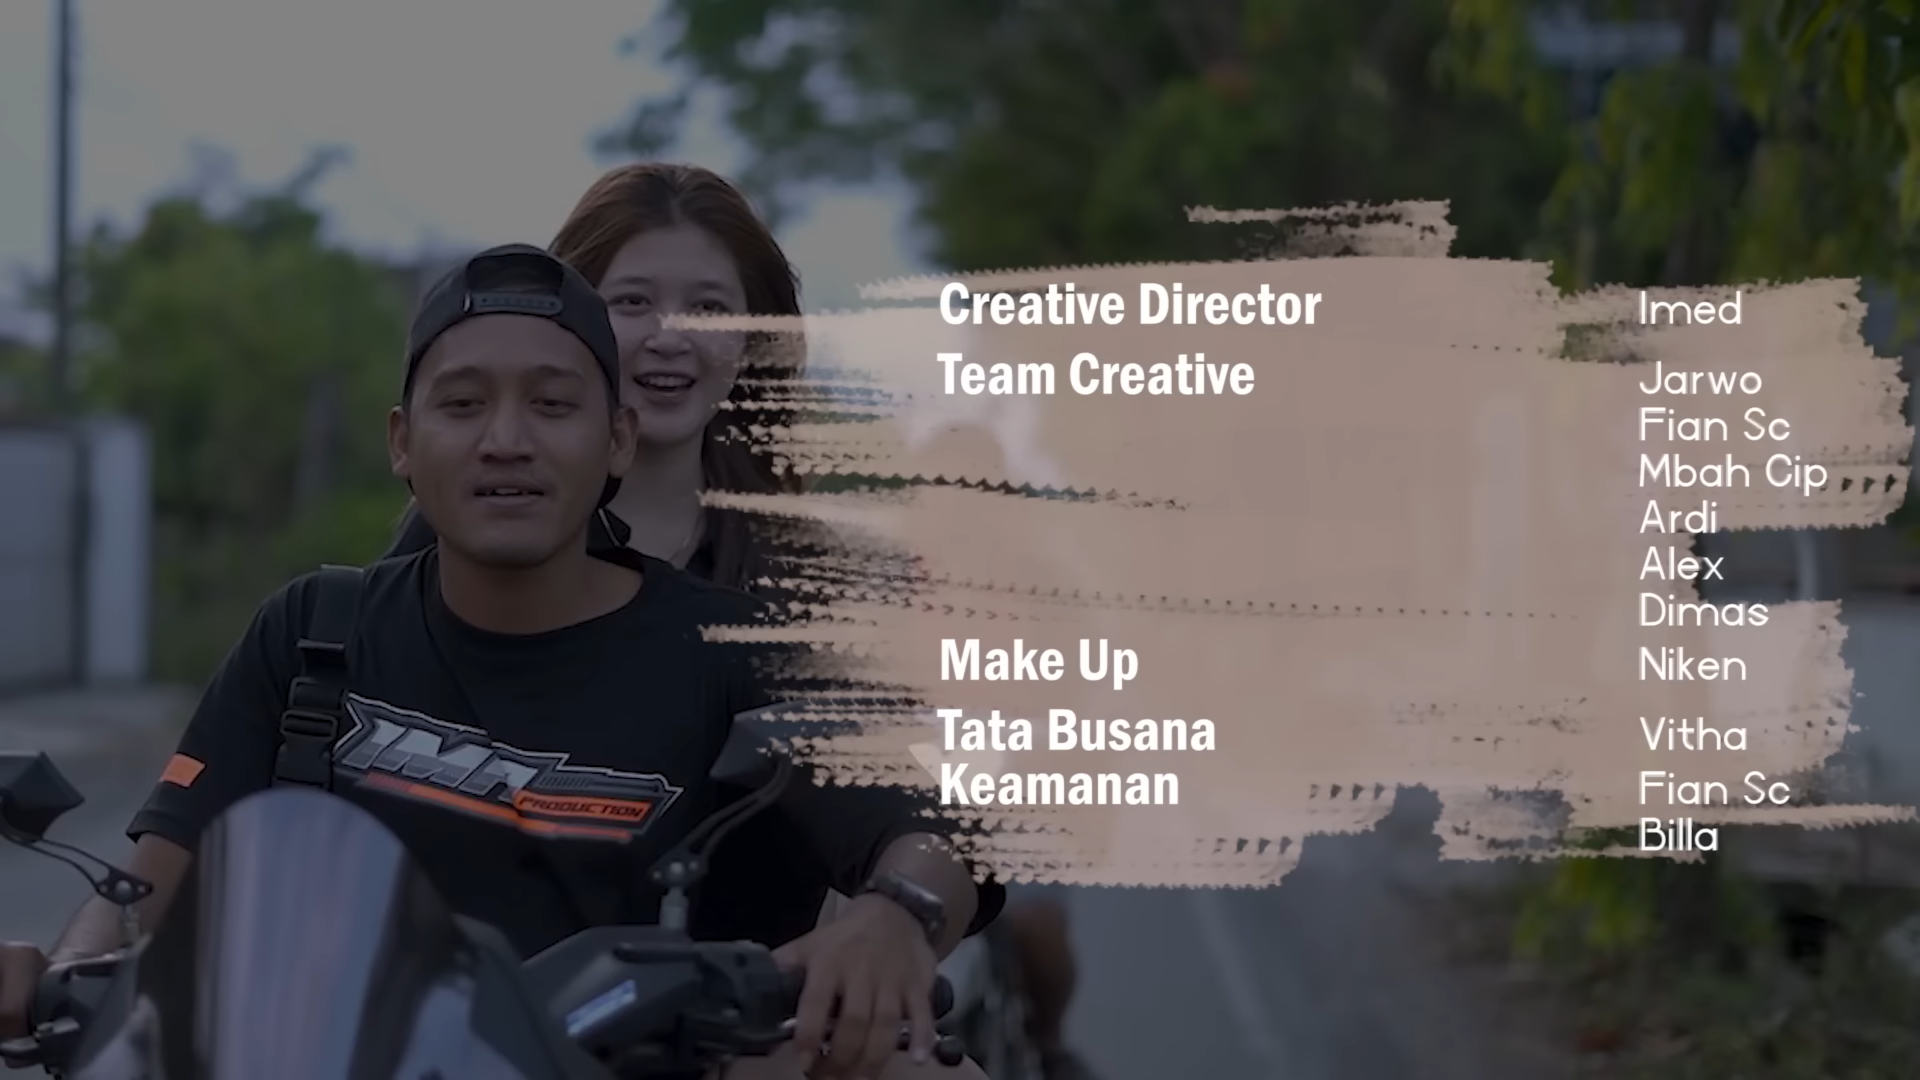 Creative Director Imed
Team Creative Jarwo
Fian Sc
Mbah Cip
Ardi
Alex
Dimas
Make Up Niken
Tata Busana Vitha
Keamanan Fian Sc
Billa
IMA
PRODUCTION